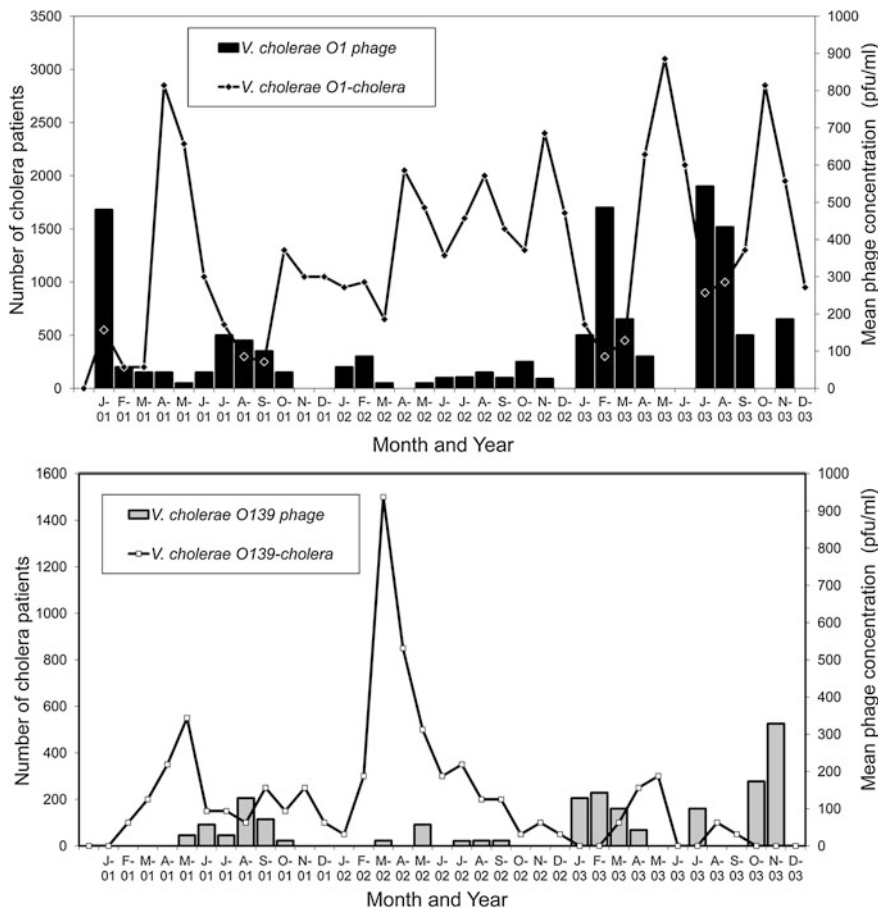 3500
3000
2500
2000
1500
1000
500
0
Number of cholera patients
V. cholerae O1 phage
V. cholerae O1-cholera
1000
900
800
700
600
500
400
300
200
100
0
Mean phage concentration (pfu/ml)
J- F- M- A- M- J- J- A- S- O- N- D- J- F- M- A- M- J- J- A- S- O- N- D- J- F- M- A- M- J- J- A- S- O- N- D-
01 01 01 01 01 01 01 01 01 01 01 01 02 02 02 02 02 02 02 02 02 02 02 02 03 03 03 03 03 03 03 03 03 03 03 03
Month and Year
1600
1400
1200
1000
800
600
400
200
0
Number of cholera patients
V. cholerae O139 phage
V. cholerae O139-cholera
1000
900
800
700
600
500
400
300
200
100
0
Mean phage concentration (pfu/ml)
J- F- M- A- M- J- J- A- S- O- N- D- J- F- M- A- M- J- J- A- S- O- N- D- J- F- M- A- M- J- J- A- S- O- N- D-
01 01 01 01 01 01 01 01 01 01 01 01 02 02 02 02 02 02 02 02 02 02 02 02 03 03 03 03 03 03 03 03 03 03 03 03
Month and Year